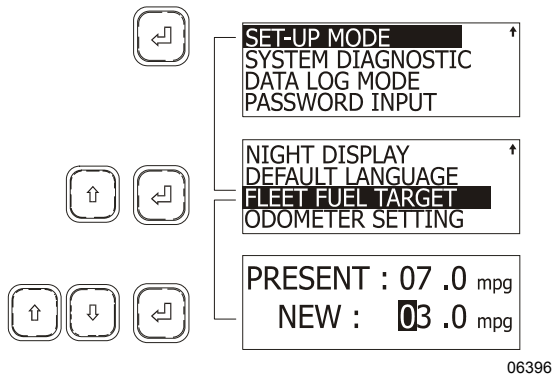 SET-UP MODE
SYSTEM DIAGNOSTIC
DATA LOG MODE
PASSWORD INPUT
NIGHT DISPLAY
DEFAULT LANGUAGE
FLEET FUEL TARGET
ODOMETER SETTING
PRESENT : 07 .0 mpg
NEW : 03 .0 mpg
06396